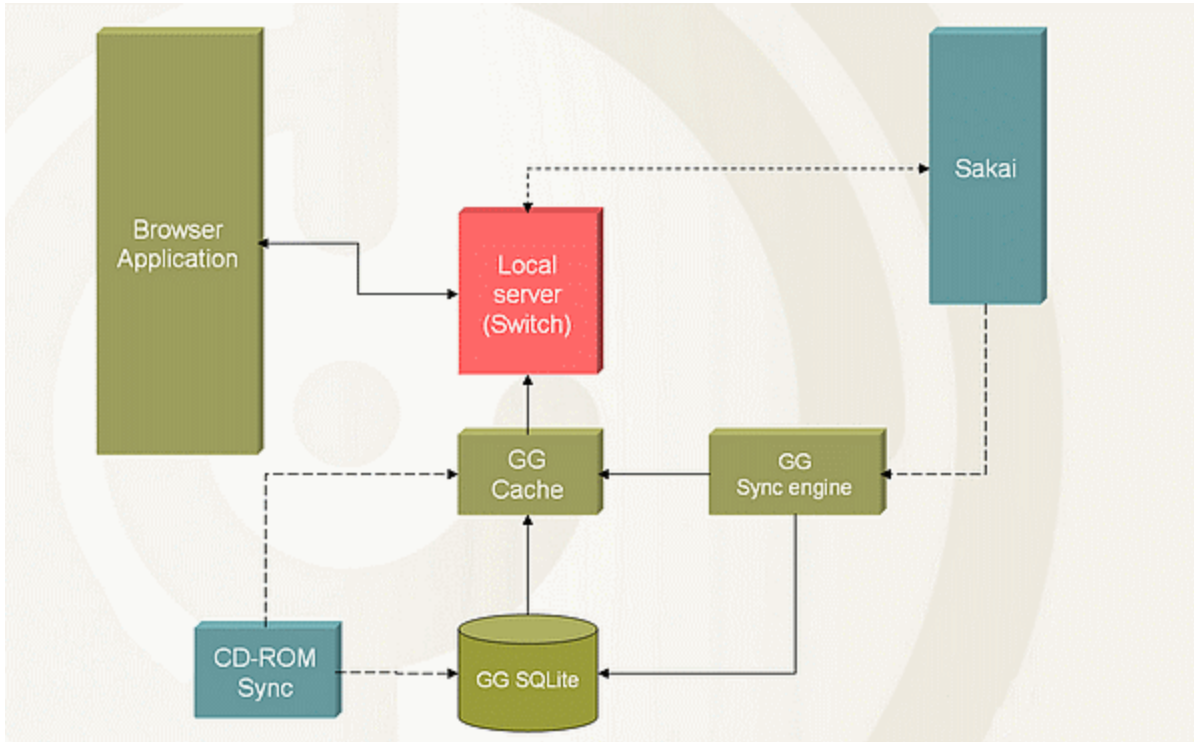 Browser
Application
Sakai
Local
server
(Switch)
GG
Cache
GG
Sync engine
CD-ROM
Sync
GG SQLite